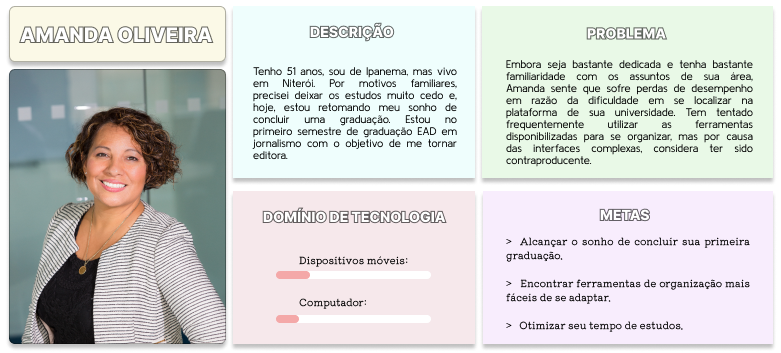 AMANDA OLIVEIRA
DESCRIÇÃO
Tenho 51 anos, sou de Ipanema, mas vivo
em Niterói. Por motivos familiares,
precisei deixar os estudos muito cedo e,
hoje, estou retomando meu sonho de
concluir uma graduação. Estou no
primeiro semestre de graduação EAD em
jornalismo com o objetivo de me tornar
editora.
PROBLEMA
Embora seja bastante dedicada e tenha bastante
familiaridade com os assuntos de sua área,
Amanda sente que sofre perdas de desempenho
em razão da dificuldade em se localizar na
plataforma de sua universidade. Tem tentado
frequentemente utilizar as ferramentas
disponibilizadas para se organizar, mas por causa
das interfaces complexas, considera ter sido
contraproducente.
DOMÍNIO DE TECNOLOGIA
Dispositivos móveis:
Computador:
METAS
> Alcançar o sonho de concluir sua primeira
graduação.
> Encontrar ferramentas de organização mais
fáceis de se adaptar.
> Otimizar seu tempo de estudos.